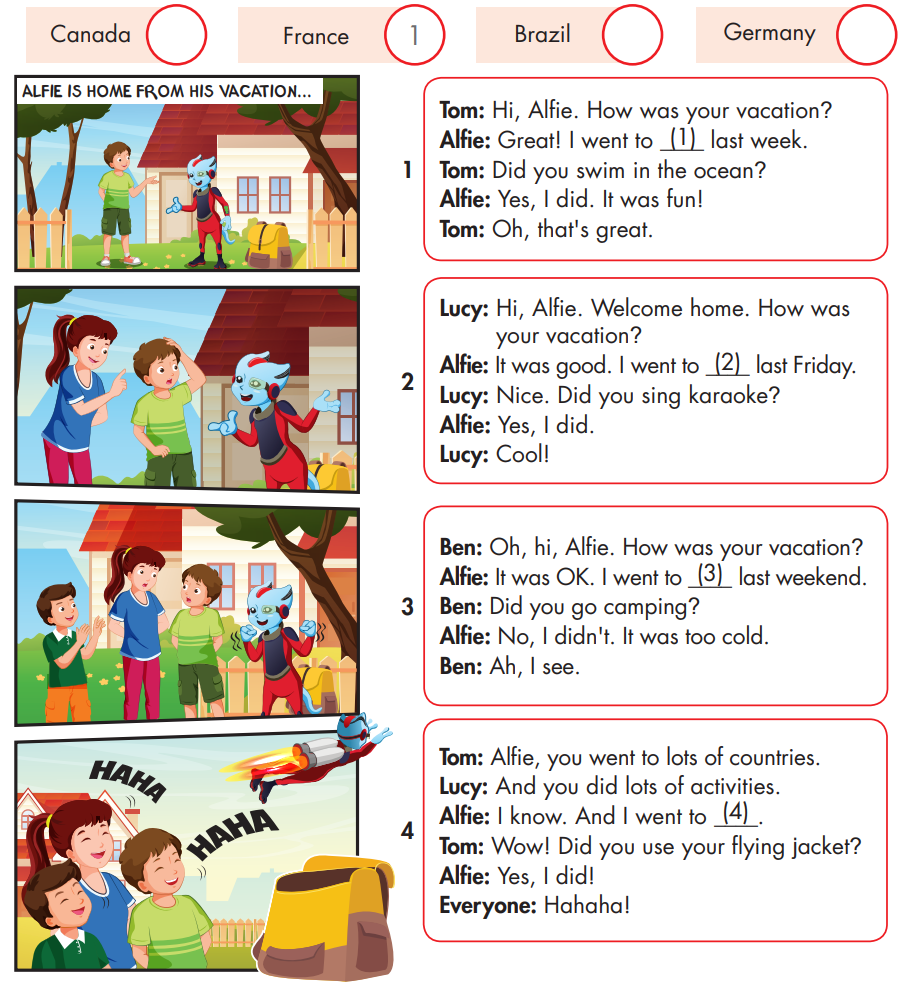 Canada
France 1
Brazil
Germany
ALFIE IS HOME FROM HIS VACATION...
1
Tom: Hi, Alfie. How was your vacation?
Alfie: Great! I went to (1) last week.
Tom: Did you swim in the ocean?
Alfie: Yes, I did. It was fun!
Tom: Oh, that's great.
2
Lucy: Hi, Alfie. Welcome home. How was
your vacation?
Alfie: It was good. I went to (2) last Friday.
Lucy: Nice. Did you sing karaoke?
Alfie: Yes, I did.
Lucy: Cool!
3
Ben: Oh, hi, Alfie. How was your vacation?
Alfie: It was OK. I went to (3) last weekend.
Ben: Did you go camping?
Alfie: No, I didn't. It was too cold.
Ben: Ah, I see.
HAHA
HAHA
4
Tom: Alfie, you went to lots of countries.
Lucy: And you did lots of activities.
Alfie: I know. And I went to (4).
Tom: Wow! Did you use your flying jacket?
Alfie: Yes, I did!
Everyone: Hahaha!